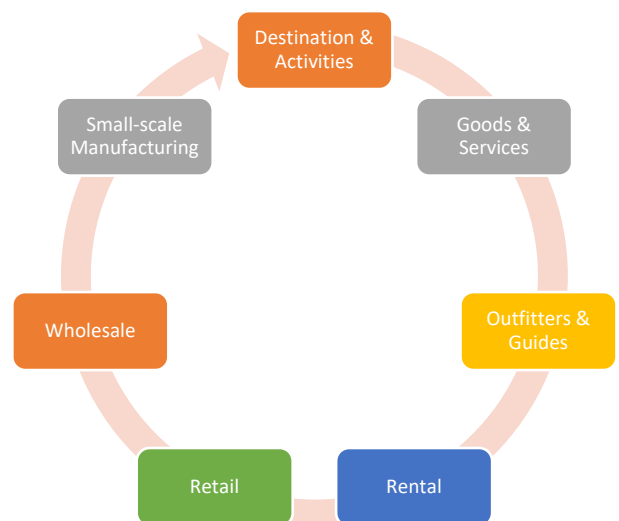 Destination &
Activities
Goods &
Services
Outfitters &
Guides
Rental
Retail
Wholesale
Small-scale
Manufacturing